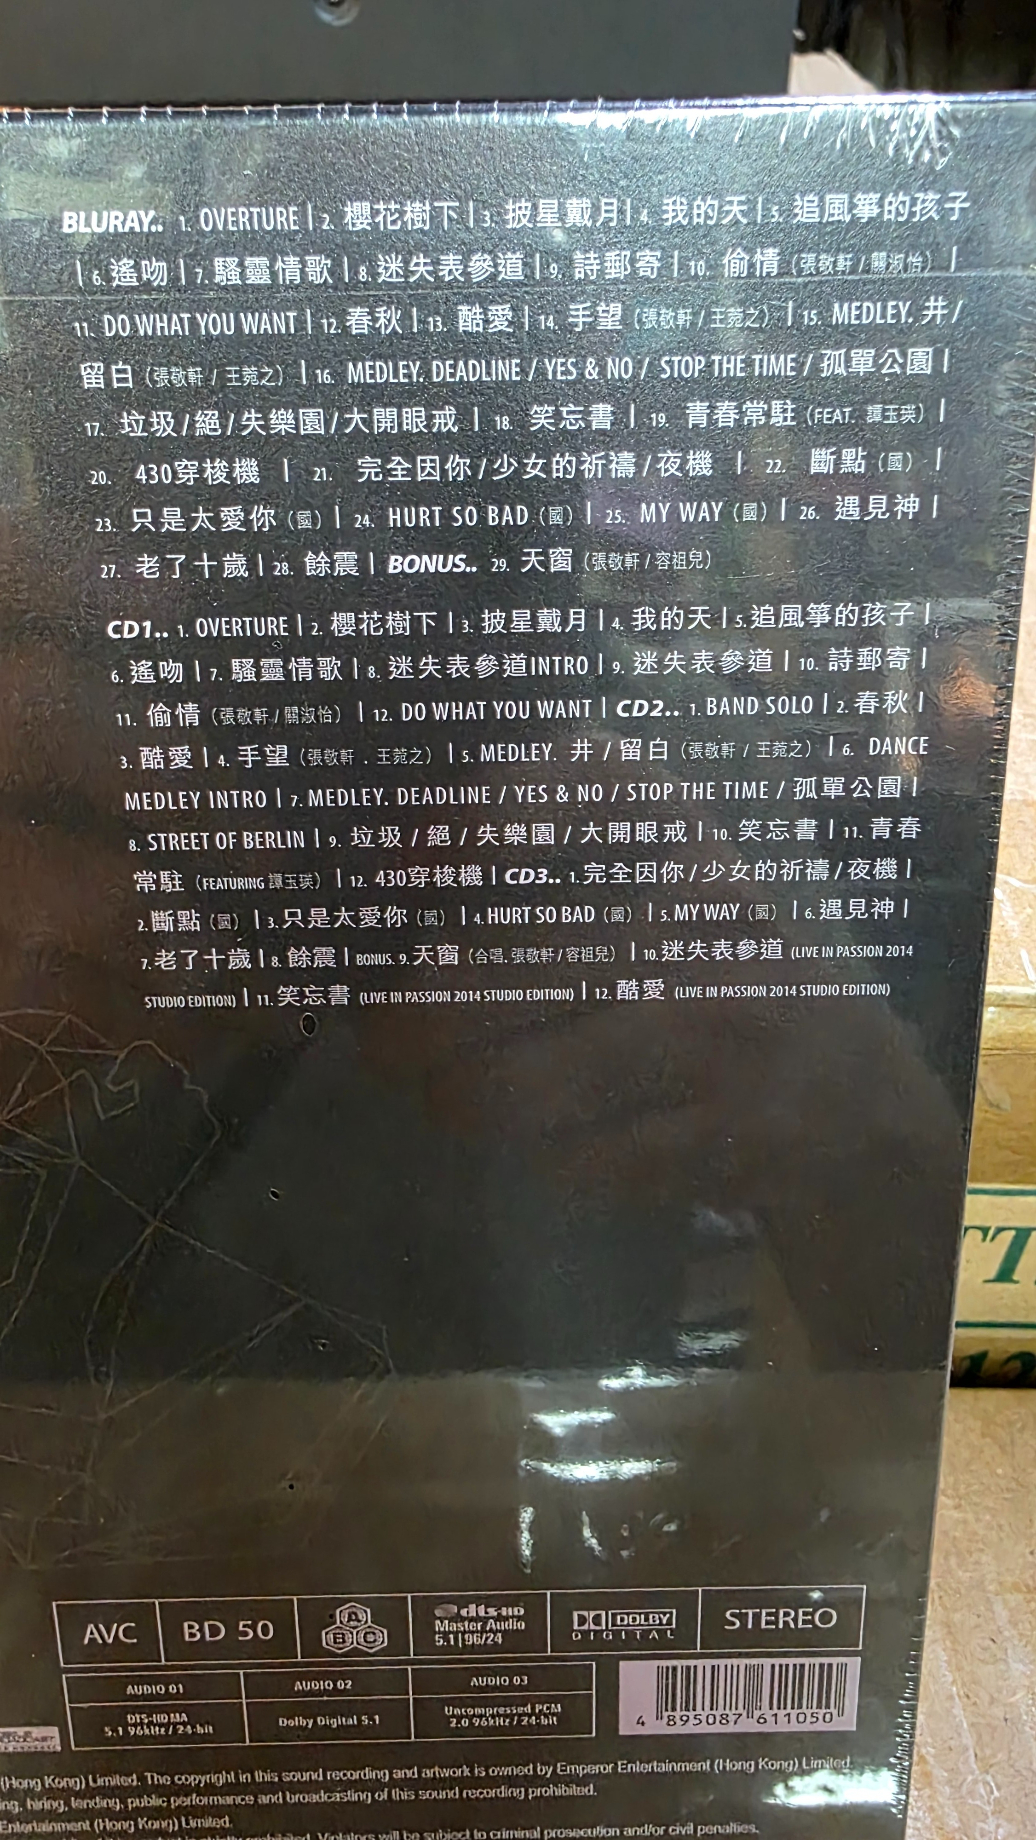 BLURAY.. 1. OVERTURE | 2. 櫻花樹下 | 3. 披星戴月 | 4. 我的天 | 5. 追風箏的孩子
| 6. 遙吻 | 7. 騷靈情歌 | 8. 迷失表參道 | 9. 詩郵寄 | 10. 偷情 (張敬軒 / 關淑怡) |
11. DO WHAT YOU WANT | 12. 春秋 | 13. 酷愛 | 14. 手望 (張敬軒 / 王菀之) | 15. MEDLEY. 井 /
留白 (張敬軒 / 王菀之) | 16. MEDLEY. DEADLINE / YES & NO / STOP THE TIME / 孤單公園 |
17. 垃圾 / 絕 / 失樂園 / 大開眼戒 | 18. 笑忘書 | 19. 青春常駐 (FEAT. 譚玉瑛) |
20. 430穿梭機 | 21. 完全因你 / 少女的祈禱 / 夜機 | 22. 斷點 (國) |
23. 只是太愛你 (國) | 24. HURT SO BAD (國) | 25. MY WAY (國) | 26. 遇見神 |
27. 老了十歲 | 28. 餘震 | BONUS.. 29. 天窗 (張敬軒 / 容祖兒)
CD1.. 1. OVERTURE | 2. 櫻花樹下 | 3. 披星戴月 | 4. 我的天 | 5. 追風箏的孩子 |
6. 遙吻 | 7. 騷靈情歌 | 8. 迷失表參道INTRO | 9. 迷失表參道 | 10. 詩郵寄 |
11. 偷情 (張敬軒 / 關淑怡) | 12. DO WHAT YOU WANT | CD2.. 1. BAND SOLO | 2. 春秋 |
3. 酷愛 | 4. 手望 (張敬軒 . 王菀之) | 5. MEDLEY. 井 / 留白 (張敬軒 / 王菀之) | 6. DANCE
MEDLEY INTRO | 7. MEDLEY. DEADLINE / YES & NO / STOP THE TIME / 孤單公園 |
8. STREET OF BERLIN | 9. 垃圾 / 絕 / 失樂園 / 大開眼戒 | 10. 笑忘書 | 11. 青春
常駐 (FEATURING 譚玉瑛) | 12. 430穿梭機 | CD3.. 1. 完全因你 / 少女的祈禱 / 夜機 |
2. 斷點 (國) | 3. 只是太愛你 (國) | 4. HURT SO BAD (國) | 5. MY WAY (國) | 6. 遇見神 |
7. 老了十歲 | 8. 餘震 | BONUS. 9. 天窗 (合唱. 張敬軒 / 容祖兒) | 10. 迷失表參道 (LIVE IN PASSION 2014
STUDIO EDITION) | 11. 笑忘書 (LIVE IN PASSION 2014 STUDIO EDITION) | 12. 酷愛 (LIVE IN PASSION 2014 STUDIO EDITION)
AVC
BD 50
A B C
dts-HD
Master Audio
5.1 | 96/24
DOLBY
DIGITAL
STEREO
AUDIO 01
DTS-HD MA
5.1 96kHz / 24-bit
AUDIO 02
Dolby Digital 5.1
AUDIO 03
Uncompressed PCM
2.0 96kHz / 24-bit
4 895087 611050
(Hong Kong) Limited. The copyright in this sound recording and artwork is owned by Emperor Entertainment (Hong Kong) Limited.
ing, hiring, lending, public performance and broadcasting of this sound recording prohibited.
Entertainment (Hong Kong) Limited.
Violators will be subject to criminal prosecution and/or civil penalties.
TT
12